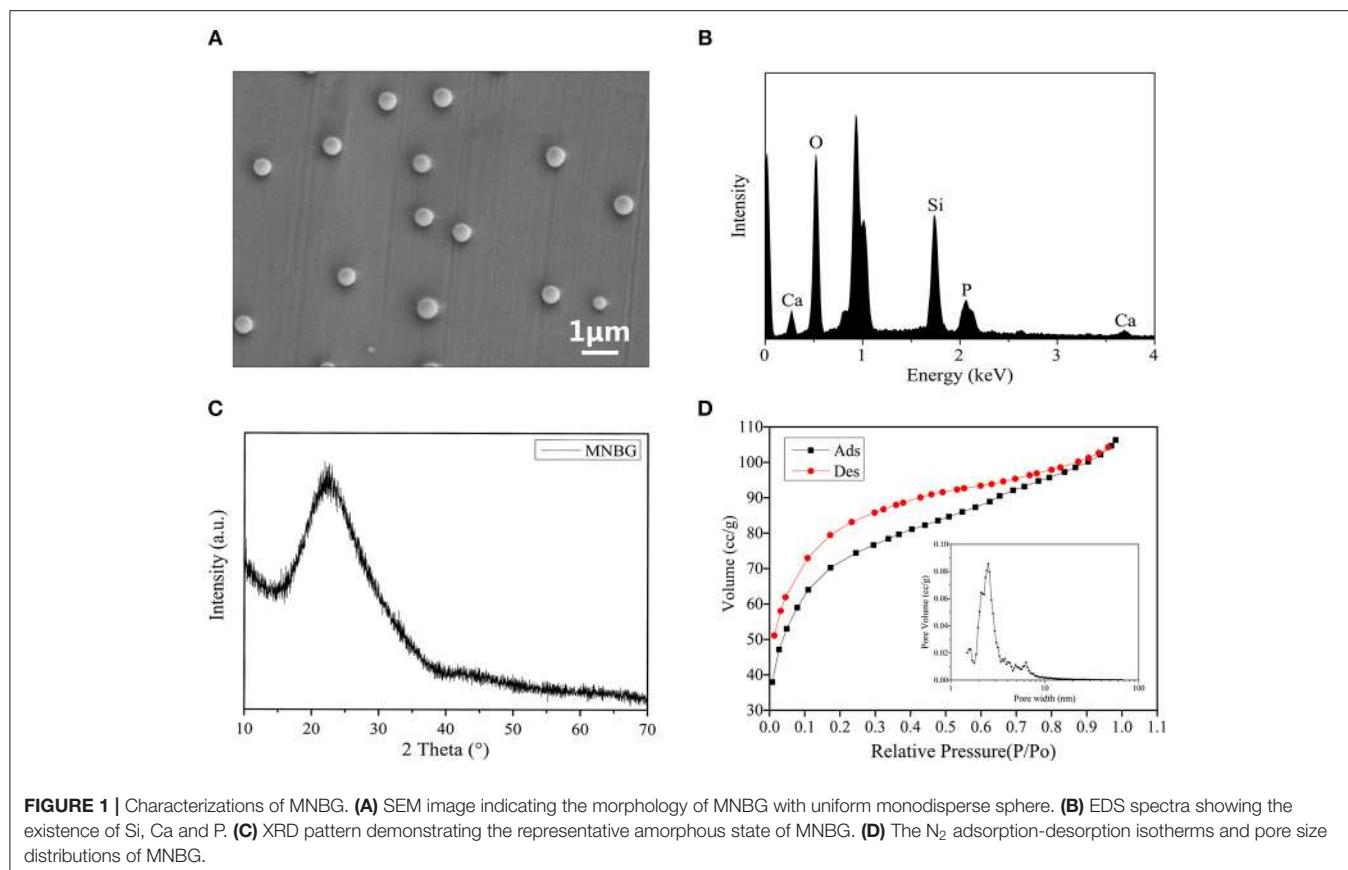 A
1μm
B
Intensity
Ca
O
Si
P
Ca
0
1
2
3
4
Energy (keV)
C
MNBG
Intensity (a.u.)
10
20
30
40
50
60
70
2 Theta (°)
D
Ads
Des
Volume (cc/g)
110
100
90
80
70
60
50
40
30
0.0
0.1
0.2
0.3
0.4
0.5
0.6
0.7
0.8
0.9
1.0
1.1
Relative Pressure(P/Po)
Pore Volume (cc/g)
0.10
0.08
0.06
0.04
0.02
0.00
1
10
100
Pore width (nm)
FIGURE 1 | Characterizations of MNBG. (A) SEM image indicating the morphology of MNBG with uniform monodisperse sphere. (B) EDS spectra showing the
existence of Si, Ca and P. (C) XRD pattern demonstrating the representative amorphous state of MNBG. (D) The N₂ adsorption-desorption isotherms and pore size
distributions of MNBG.